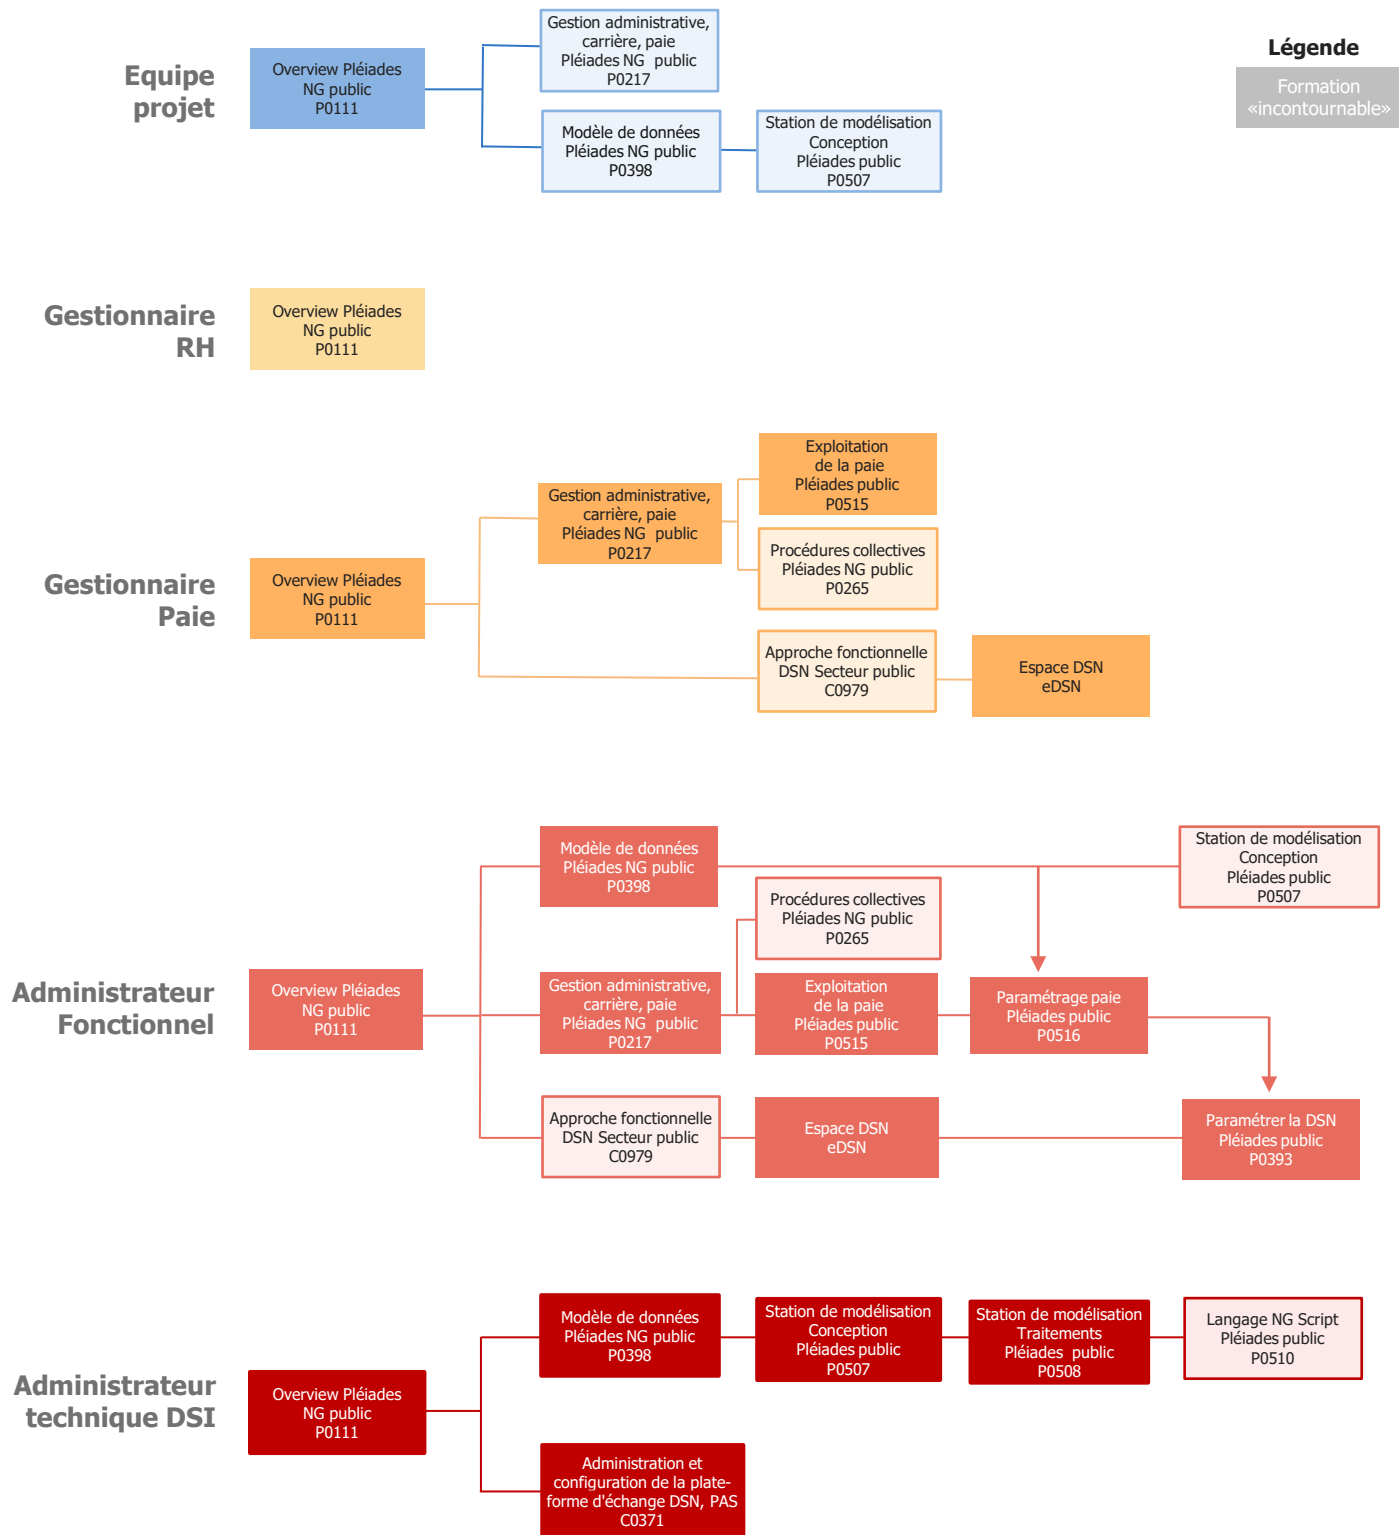 Légende
Formation
«incontournable»
Equipe
projet
Overview Pléiades
NG public
P0111
Gestion administrative,
carrière, paie
Pléiades NG public
P0217
Modèle de données
Pléiades NG public
P0398
Station de modélisation
Conception
Pléiades public
P0507
Gestionnaire
RH
Overview Pléiades
NG public
P0111
Gestionnaire
Paie
Overview Pléiades
NG public
P0111
Gestion administrative,
carrière, paie
Pléiades NG public
P0217
Exploitation
de la paie
Pléiades public
P0515
Procédures collectives
Pléiades NG public
P0265
Approche fonctionnelle
DSN Secteur public
C0979
Espace DSN
eDSN
Administrateur
Fonctionnel
Overview Pléiades
NG public
P0111
Modèle de données
Pléiades NG public
P0398
Station de modélisation
Conception
Pléiades public
P0507
Procédures collectives
Pléiades NG public
P0265
Gestion administrative,
carrière, paie
Pléiades NG public
P0217
Exploitation
de la paie
Pléiades public
P0515
Paramétrage paie
Pléiades public
P0516
Approche fonctionnelle
DSN Secteur public
C0979
Espace DSN
eDSN
Paramétrer la DSN
Pléiades public
P0393
Administrateur
technique DSI
Overview Pléiades
NG public
P0111
Modèle de données
Pléiades NG public
P0398
Station de modélisation
Conception
Pléiades public
P0507
Station de modélisation
Traitements
Pléiades public
P0508
Langage NG Script
Pléiades public
P0510
Administration et
configuration de la plate-
forme d'échange DSN, PAS
C0371